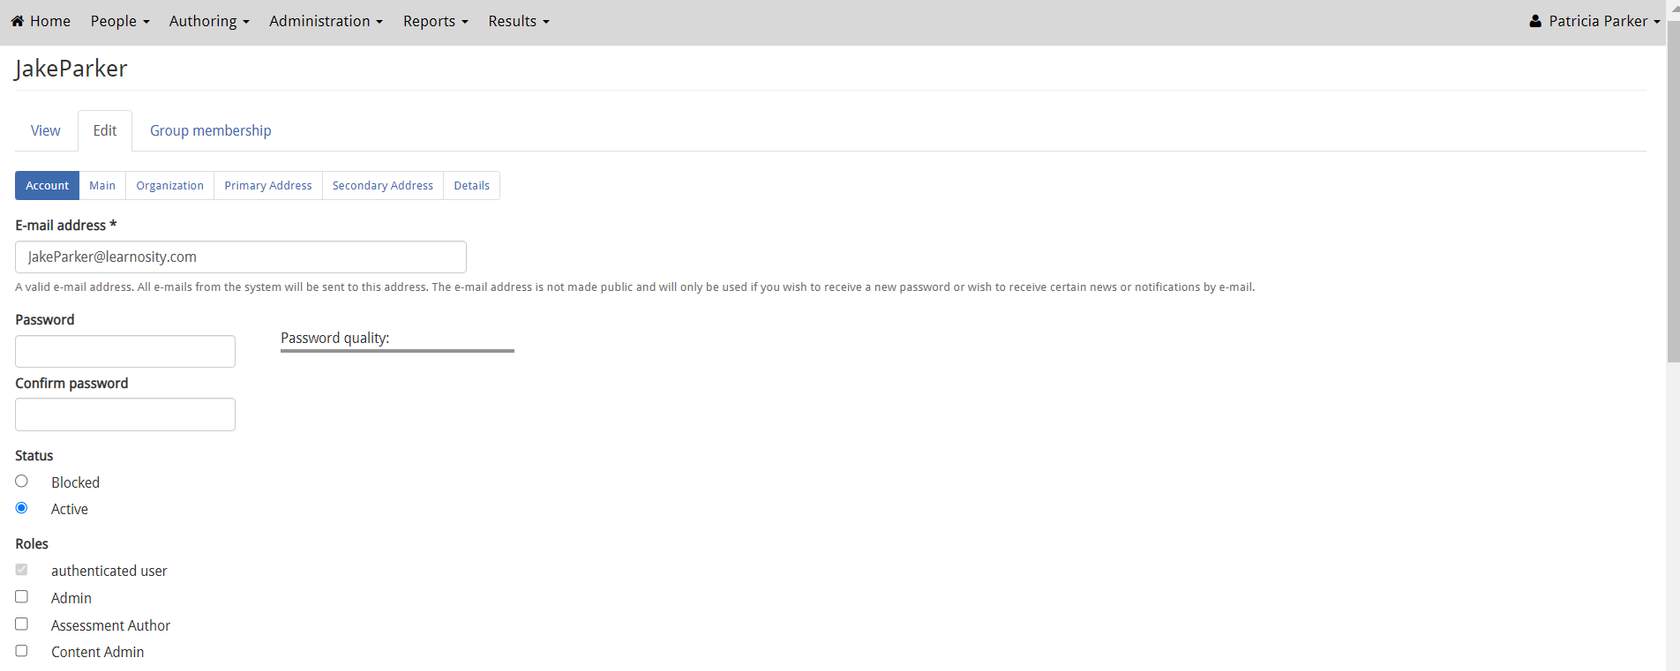 Home People Authoring Administration Reports Results Patricia Parker
JakeParker
View Edit Group membership
Account Main Organization Primary Address Secondary Address Details
E-mail address *
JakeParker@learnosity.com
A valid e-mail address. All e-mails from the system will be sent to this address. The e-mail address is not made public and will only be used if you wish to receive a new password or wish to receive certain news or notifications by e-mail.
Password
Password quality:
Confirm password
Status
Blocked
Active
Roles
authenticated user
Admin
Assessment Author
Content Admin